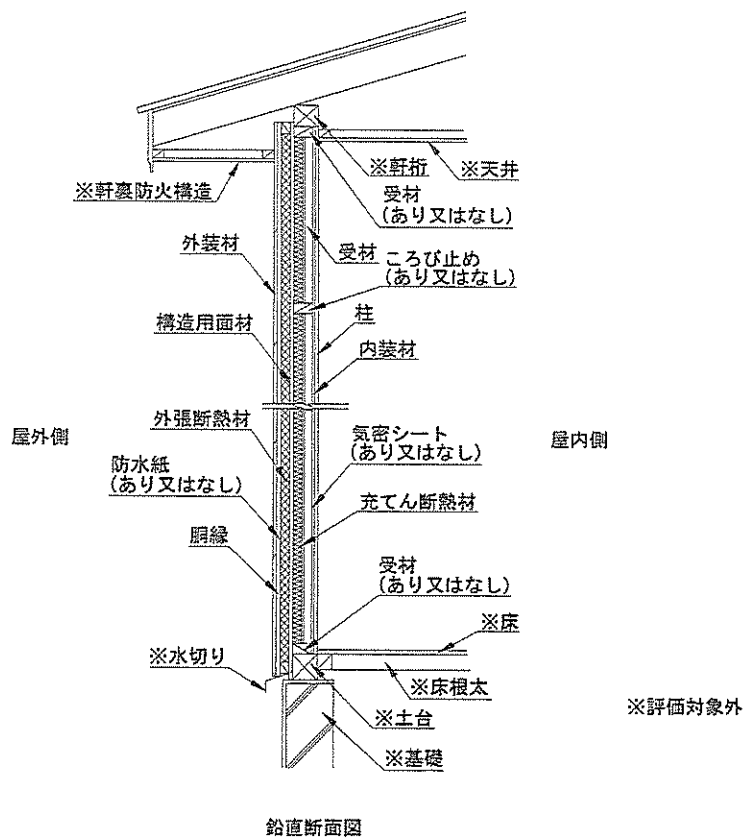 ※軒桁
※天井
※軒裏防火構造
受材
(あり又はなし)
外装材
受材
ころび止め
(あり又はなし)
構造用面材
柱
内装材
外張断熱材
屋外側
気密シート
(あり又はなし)
屋内側
防水紙
(あり又はなし)
充てん断熱材
胴縁
受材
(あり又はなし)
※床
※水切り
※床根太
※評価対象外
※土台
※基礎
鉛直断面図